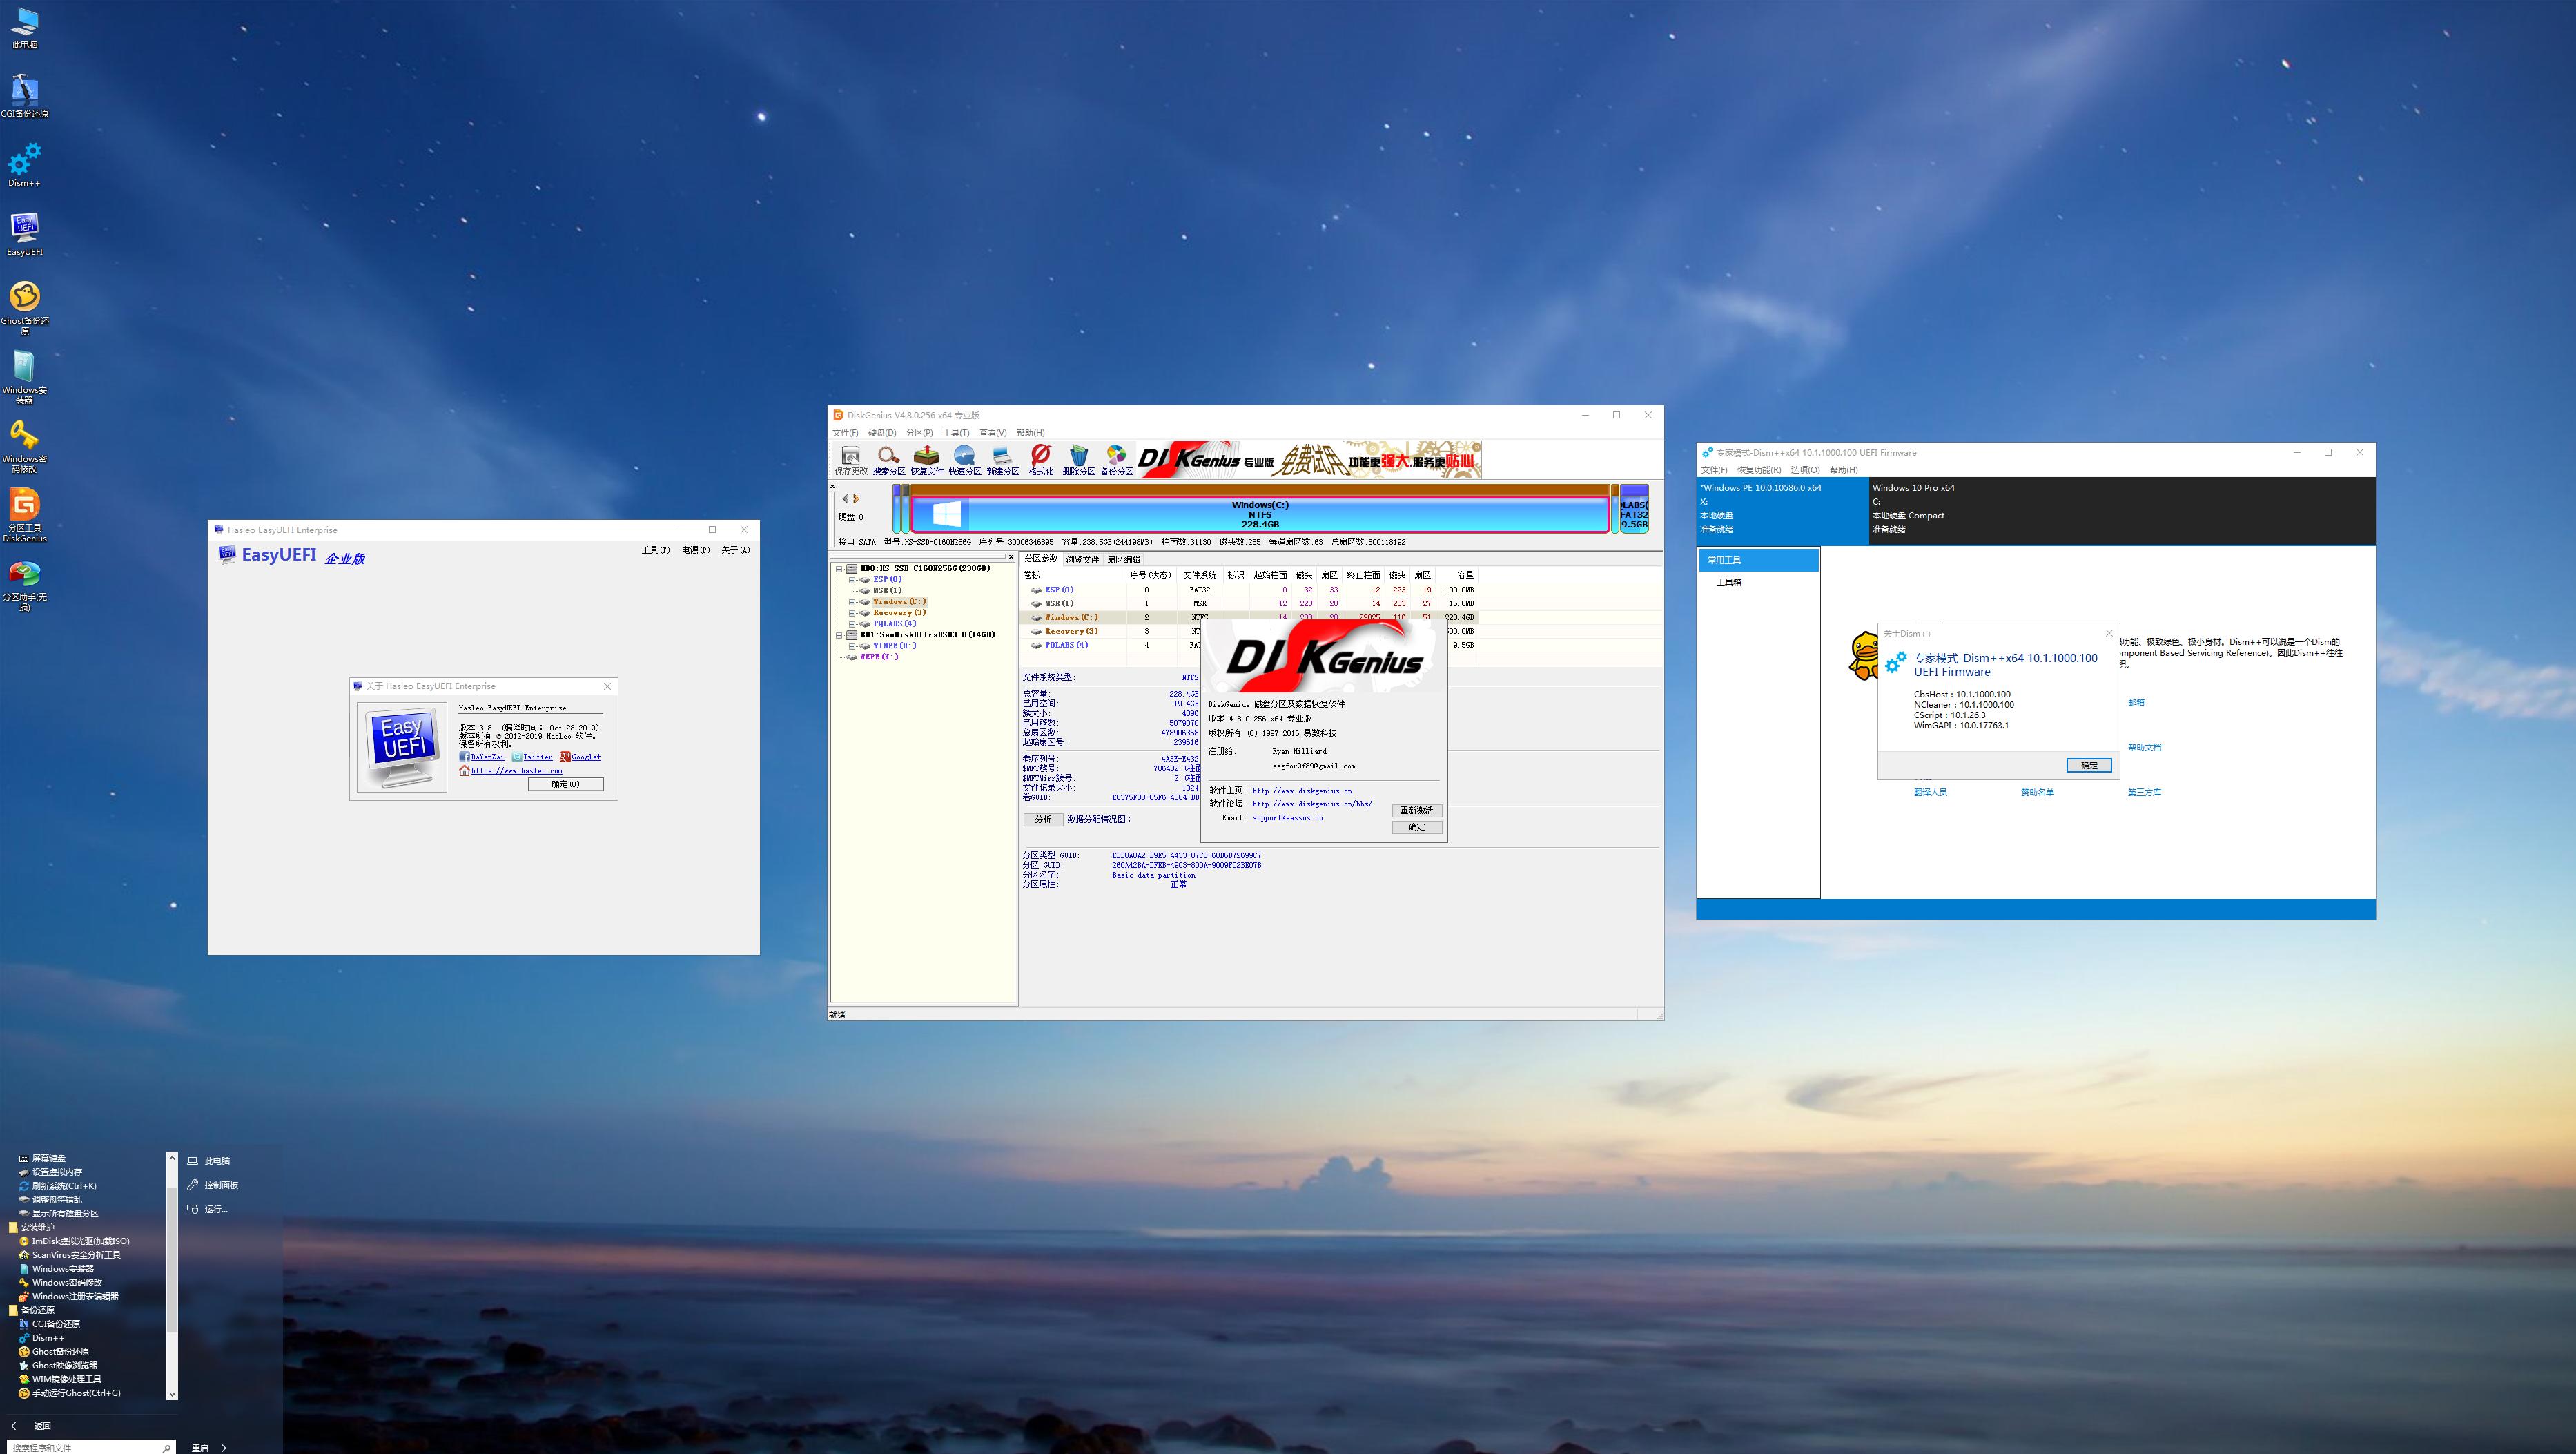 此电脑
CGI备份还原
Dism++
EasyUEFI
Ghost备份还
原
Windows安
装器
Windows密
码修改
分区工具
DiskGenius
分区助手(无
损)
Hasleo EasyUEFI Enterprise
EasyUEFI 企业版
工具(T) 电源(P) 关于(A)
关于 Hasleo EasyUEFI Enterprise
Easy
UEFI
Hasleo EasyUEFI Enterprise
版本 3.8 (编译时间: Oct 28 2019)
版本所有 © 2012-2019 Hasleo 软件。
保留所有权利。
DaYanZai Twitter Google+
https://www.hasleo.com
确定(O)
DiskGenius V4.8.0.256 x64 专业版
文件(F) 硬盘(D) 分区(P) 工具(T) 查看(V) 帮助(H)
保存更改 搜索分区 恢复文件 快速分区 新建分区 格式化 删除分区 备份分区
DISKGENIUS 专业版 免费试用 功能更强大,服务更贴心
硬盘 0
Windows(C:)
NTFS
228.4GB
FAT32
9.5GB
接口:SATA 型号:HS-SSD-C160N256G 序列号:30006346895 容量:238.5GB(244198MB) 柱面数:31130 磁头数:255 每道扇区数:63 总扇区数:500118192
HD0:HS-SSD-C160N256G(238GB)
ESP(0)
MSR(1)
Windows(C:)
Recovery(3)
PQLABS(4)
RD1:SanDiskUltraUSB3.0(14GB)
WINPE(U:)
WEPE(X:)
分区参数 浏览文件 扇区编辑
卷标 序号(状态) 文件系统 标识 起始柱面 磁头 扇区 终止柱面 磁头 扇区 容量
ESP(0) 0 FAT32 0 32 33 12 223 19 100.0MB
MSR(1) 1 MSR 12 223 20 14 233 27 16.0MB
Windows(C:) 2 NTFS 14 233 28 29825 116 51 228.4GB
Recovery(3) 3 NT 00.0MB
PQLABS(4) 4 FAT 9.5GB
文件系统类型: NTFS
总容量: 228.4GB
已用空间: 19.4GB
簇大小: 4096
已用簇数: 5079070
总扇区数: 478906368
起始扇区号: 239616
卷序列号: 4A3E-E432
$MFT簇号: 786432 (柱面
$MFTMirr簇号: 2 (柱面
文件记录大小: 1024
卷GUID: EC375F88-C5F6-45C4-BD
分析 数据分配情况图:
分区类型 GUID: EBD0A0A2-B9E5-4433-87C0-68B6B72699C7
分区 GUID: 260A42BA-DFEB-49C3-800A-9009F02BE07B
分区名字: Basic data partition
分区属性: 正常
就绪
DISKGENIUS
DiskGenius 磁盘分区及数据恢复软件
版本 4.8.0.256 x64 专业版
版权所有 (C) 1997-2016 易数科技
注册给: Ryan Hilliard
asgfor9f89@gmail.com
软件主页: http://www.diskgenius.cn
软件论坛: http://www.diskgenius.cn/bbs/
Email: support@eassos.cn
重新激活
确定
专家模式-Dism++x64 10.1.1000.100 UEFI Firmware
文件(F) 恢复功能(R) 选项(O) 帮助(H)
*Windows PE 10.0.10586.0 x64
X:
本地硬盘
准备就绪
Windows 10 Pro x64
C:
本地硬盘 Compact
准备就绪
常用工具
工具箱
功能、极致绿色、极小身材。Dism++可以说是一个Dism的
mponent Based Servicing Reference)。因此Dism++往往
邮箱
帮助文档
翻译人员 赞助名单 第三方库
关于Dism++
专家模式-Dism++x64 10.1.1000.100
UEFI Firmware
CbsHost : 10.1.1000.100
NCleaner : 10.1.1000.100
CScript : 10.1.26.3
WimGAPI : 10.0.17763.1
确定
屏幕键盘
设置虚拟内存
刷新系统(Ctrl+K)
调整盘符错乱
显示所有磁盘分区
安装维护
ImDisk虚拟光驱(加载ISO)
ScanVirus安全分析工具
Windows安装器
Windows密码修改
Windows注册表编辑器
备份还原
CGI备份还原
Dism++
Ghost备份还原
Ghost映像浏览器
WIM镜像处理工具
手动运行Ghost(Ctrl+G)
返回
搜索程序和文件
此电脑
控制面板
运行...
重启